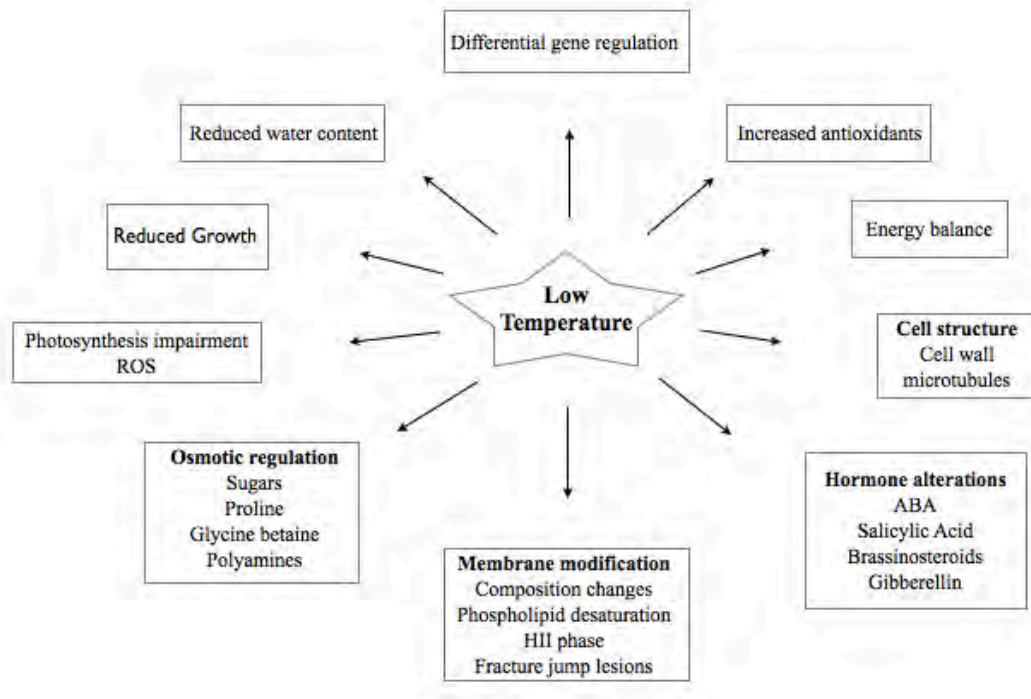 Differential gene regulation
Reduced water content
Increased antioxidants
Reduced Growth
Energy balance
Low
Temperature
Photosynthesis impairment
ROS
Cell structure
Cell wall
microtubules
Osmotic regulation
Sugars
Proline
Glycine betaine
Polyamines
Membrane modification
Composition changes
Phospholipid desaturation
HII phase
Fracture jump lesions
Hormone alterations
ABA
Salicylic Acid
Brassinosteroids
Gibberellin